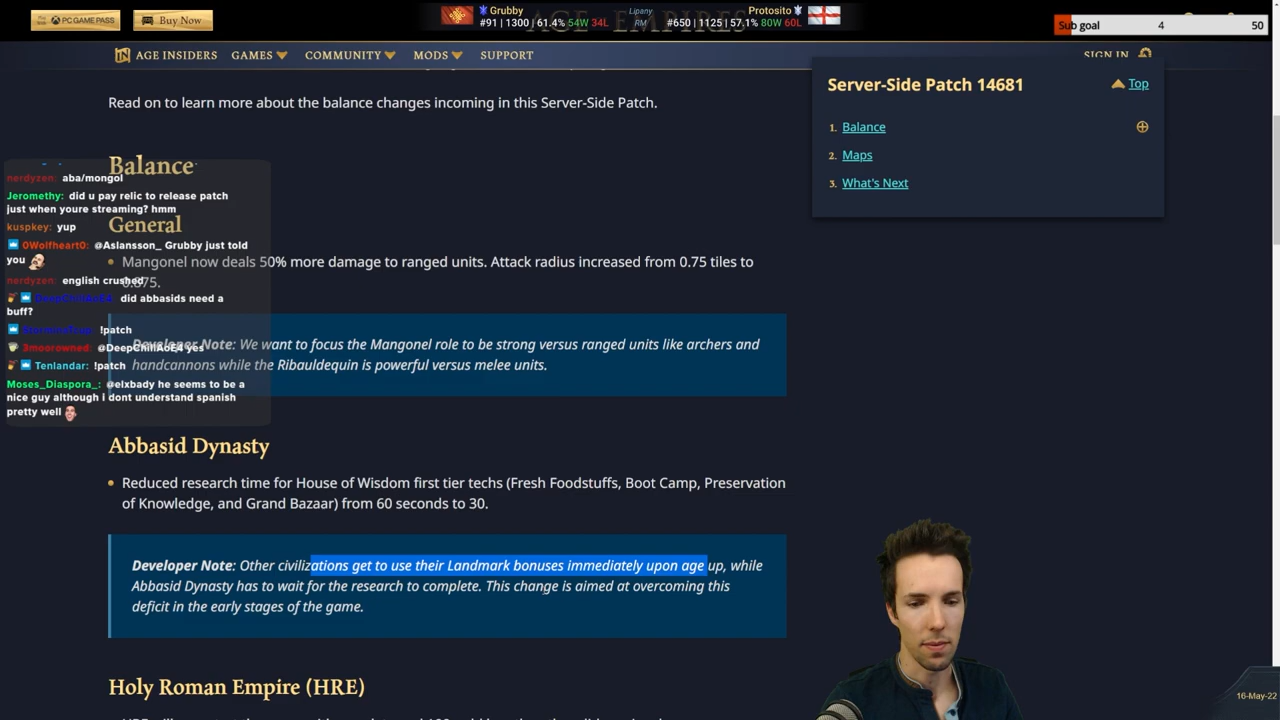 PC GAME PASS
Buy Now
Grubby
#91 | 1300 | 61.4% 54W 34L
Lipany
RM
Protosito
#650 | 1125 | 57.1% 80W 60L
Sub goal
4
50
AGE INSIDERS
GAMES
COMMUNITY
MODS
SUPPORT
SIGN IN
Read on to learn more about the balance changes incoming in this Server-Side Patch.
Server-Side Patch 14681
Top
1. Balance
2. Maps
3. What's Next
Balance
General
Mangonel now deals 50% more damage to ranged units. Attack radius increased from 0.75 tiles to
0.875.
Developer Note: We want to focus the Mangonel role to be strong versus ranged units like archers and
handcannons while the Ribauldequin is powerful versus melee units.
nerdyzen: aba/mongol
Jeromethy: did u pay relic to release patch
just when youre streaming? hmm
kuspkey: yup
0Wolfheart0: @Aslansson_ Grubby just told
you
nerdyzen: english crushed
DeepChillAoE4: did abbasids need a
buff?
!patch
3moorowned: @DeepChillAoE4 yes
Tenlandar: !patch
Moses_Diaspora_: @elxbady he seems to be a
nice guy although i dont understand spanish
pretty well
Abbasid Dynasty
Reduced research time for House of Wisdom first tier techs (Fresh Foodstuffs, Boot Camp, Preservation
of Knowledge, and Grand Bazaar) from 60 seconds to 30.
Developer Note: Other civilizations get to use their Landmark bonuses immediately upon age up, while
Abbasid Dynasty has to wait for the research to complete. This change is aimed at overcoming this
deficit in the early stages of the game.
Holy Roman Empire (HRE)
16-May-22